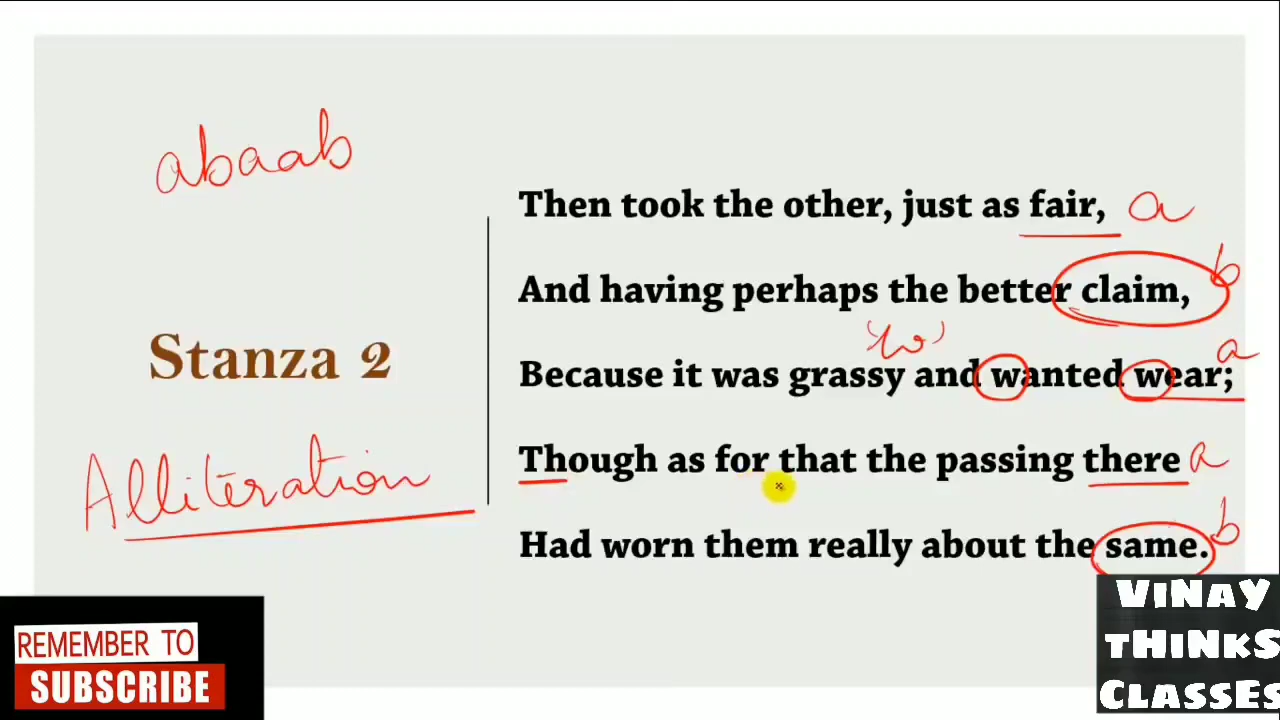 abaab
Then took the other, just as fair, a
And having perhaps the better claim, b
'w'
Because it was grassy and wanted wear; a
Stanza 2
Though as for that the passing there a
Alliteration
Had worn them really about the same. b
REMEMBER TO
SUBSCRIBE
VINAY
THINKS
CLASSES